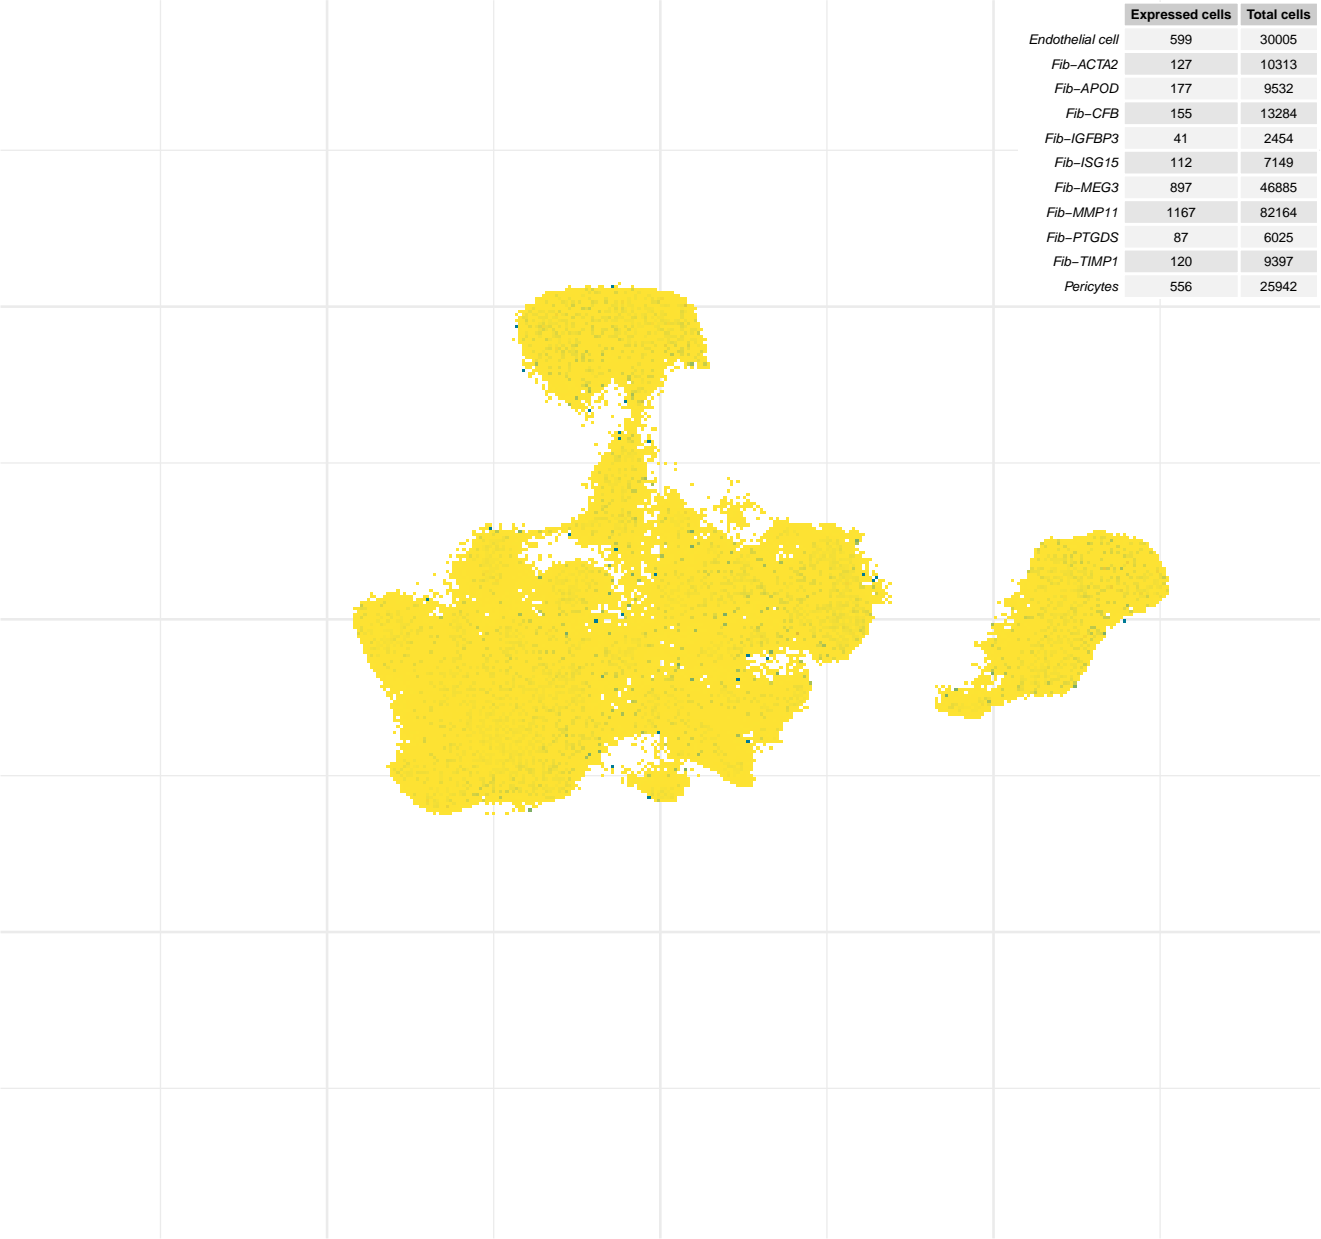 Expressed cells Total cells
Endothelial cell 599 30005
Fib−ACTA2 127 10313
Fib−APOD 177 9532
Fib−CFB 155 13284
Fib−IGFBP3 41 2454
Fib−ISG15 112 7149
Fib−MEG3 897 46885
Fib−MMP11 1167 82164
Fib−PTGDS 87 6025
Fib−TIMP1 120 9397
Pericytes 556 25942